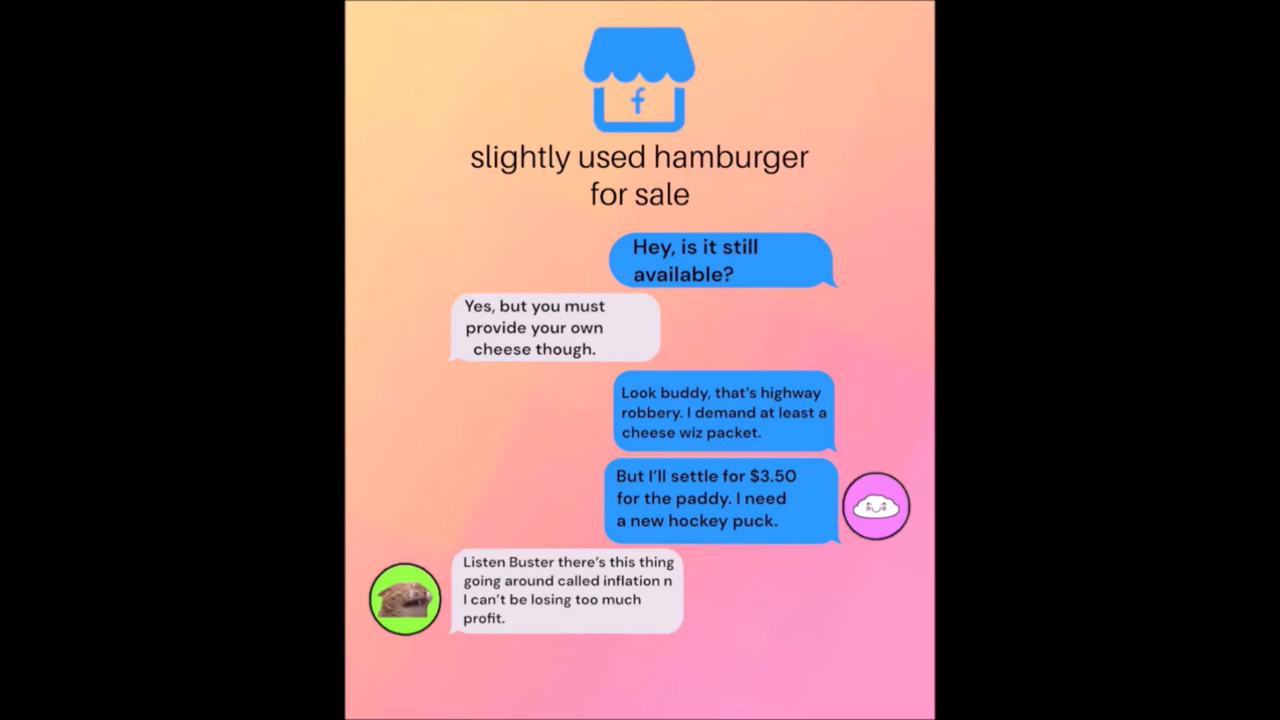 f
slightly used hamburger
for sale
Hey, is it still
available?
Yes, but you must
provide your own
cheese though.
Look buddy, that's highway
robbery. I demand at least a
cheese wiz packet.
But I'll settle for $3.50
for the paddy. I need
a new hockey puck.
Listen Buster there's this thing
going around called inflation n
I can't be losing too much
profit.